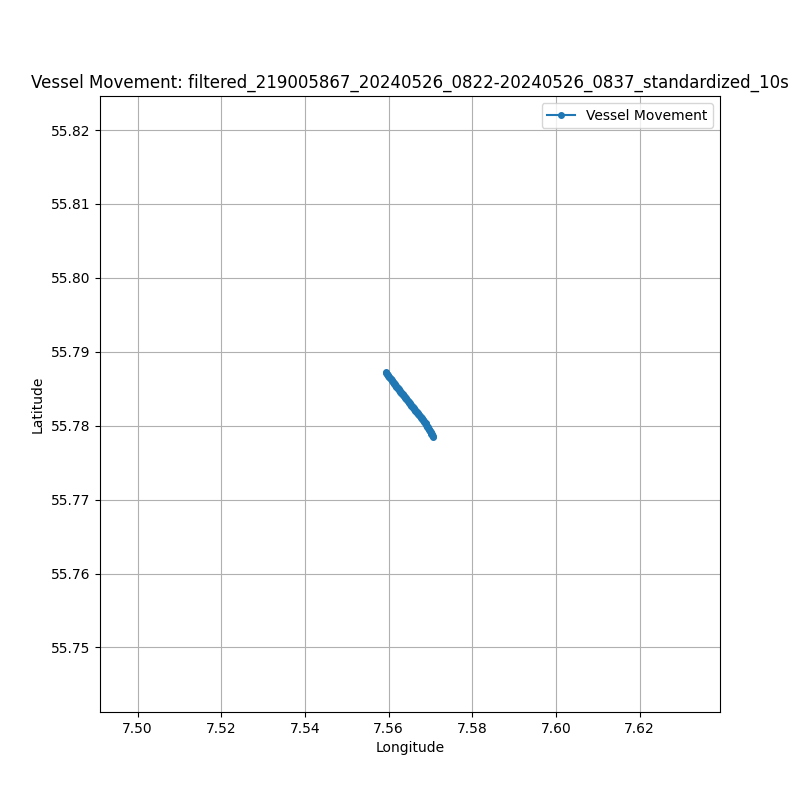 Vessel Movement: filtered_219005867_20240526_0822-20240526_0837_standardized_10s
Vessel Movement
55.82
55.81
55.80
55.79
55.78
55.77
55.76
55.75
Latitude
7.50 7.52 7.54 7.56 7.58 7.60 7.62
Longitude